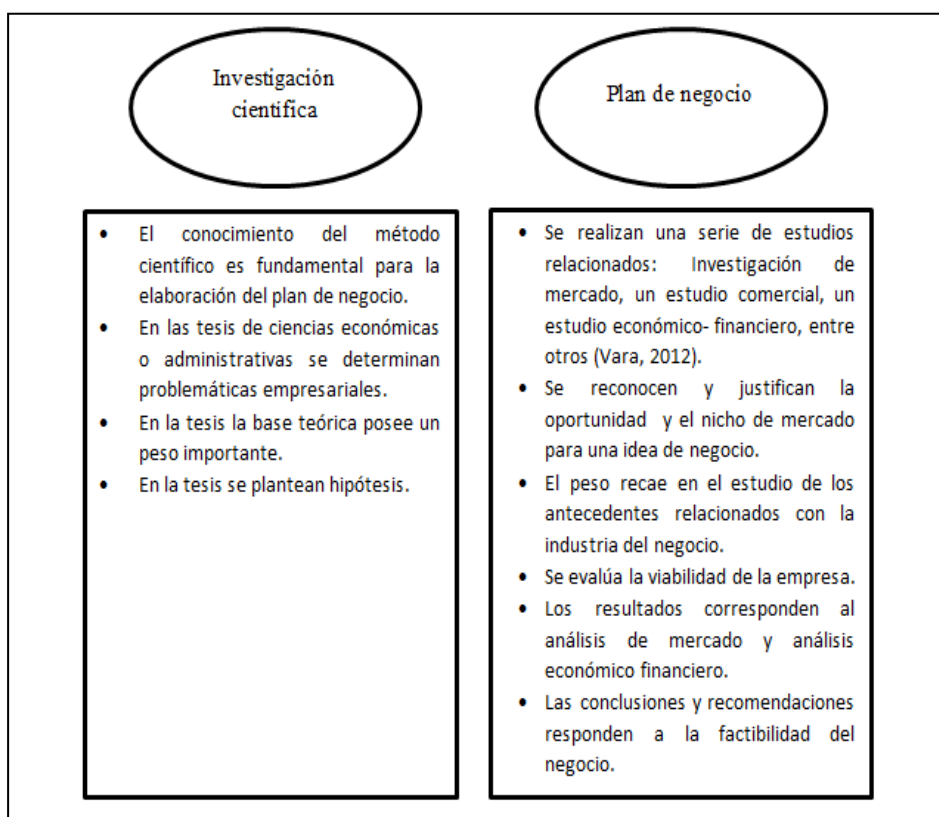 Investigación
cientifica
• El conocimiento del método
científico es fundamental para la
elaboración del plan de negocio.
• En las tesis de ciencias económicas
o administrativas se determinan
problemáticas empresariales.
• En la tesis la base teórica posee un
peso importante.
• En la tesis se plantean hipótesis.
Plan de negocio
• Se realizan una serie de estudios
relacionados: Investigación de
mercado, un estudio comercial, un
estudio económico- financiero, entre
otros (Vara, 2012).
• Se reconocen y justifican la
oportunidad y el nicho de mercado
para una idea de negocio.
• El peso recae en el estudio de los
antecedentes relacionados con la
industria del negocio.
• Se evalúa la viabilidad de la empresa.
• Los resultados corresponden al
análisis de mercado y análisis
económico financiero.
• Las conclusiones y recomendaciones
responden a la factibilidad del
negocio.